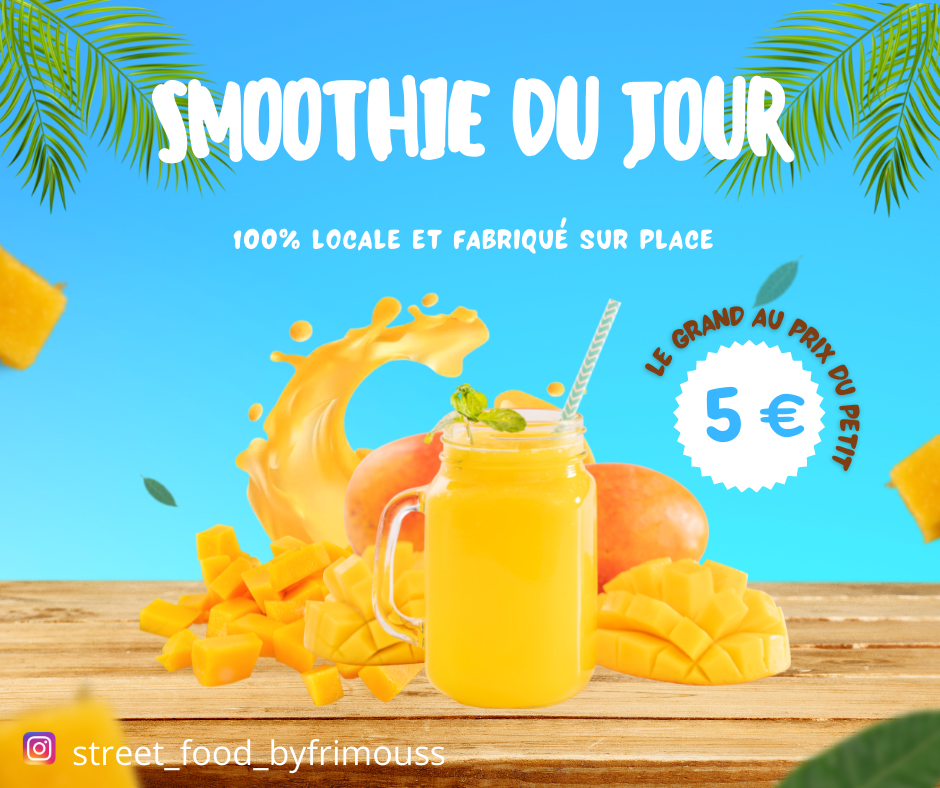 SMOOTHIE DU JOUR
100% LOCALE ET FABRIQUÉ SUR PLACE
LE GRAND AU PRIX DU PETIT
5 €
street_food_byfrimouss